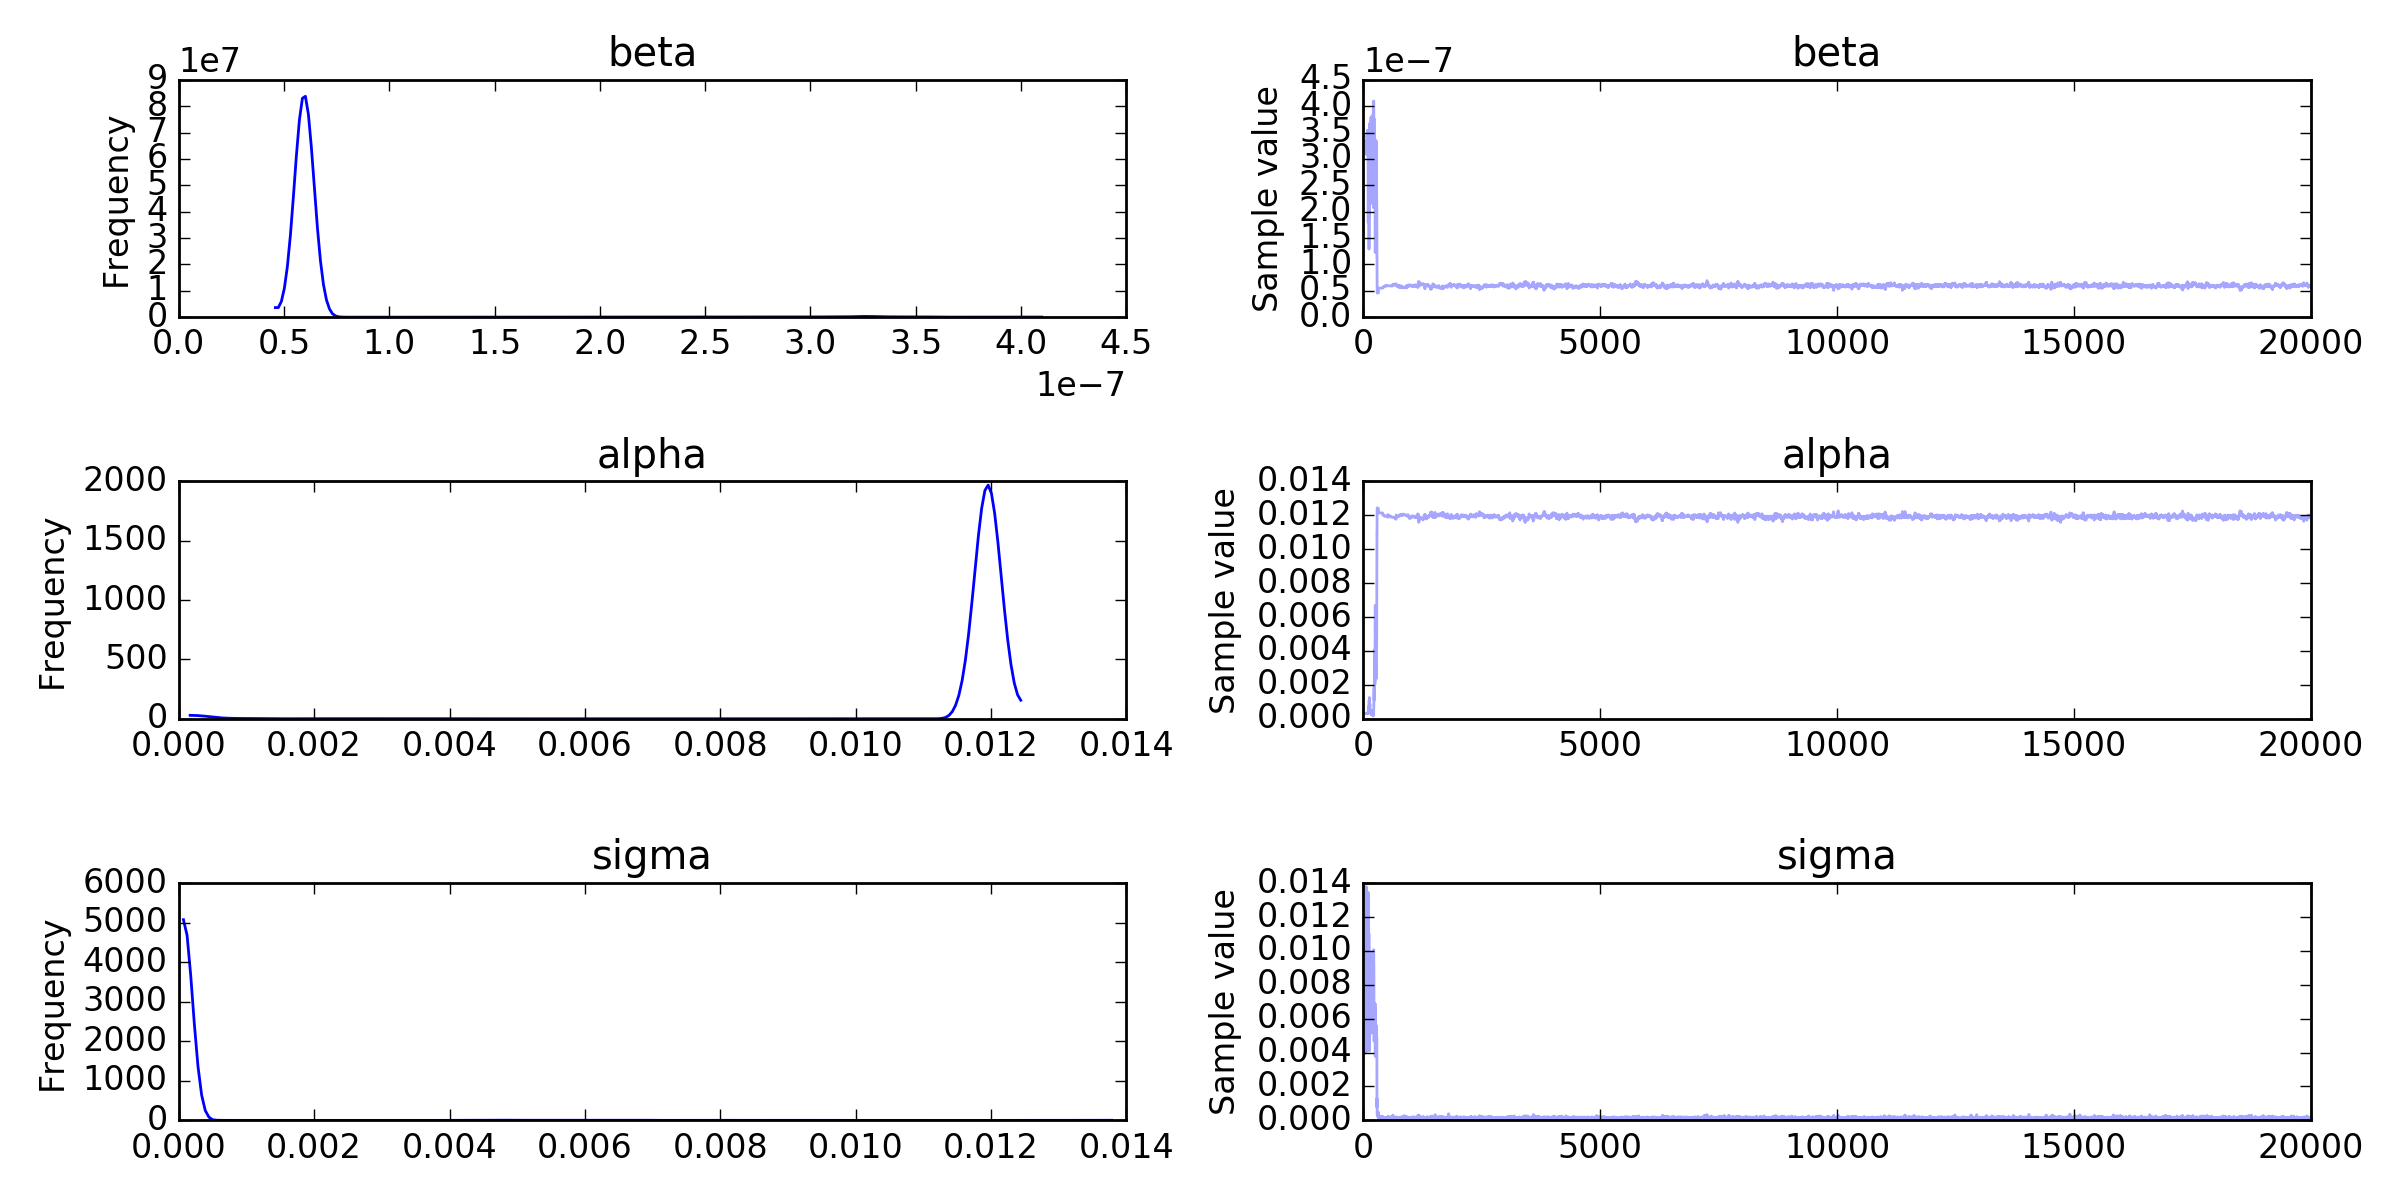 beta
1e7
Frequency
9
8
7
6
5
4
3
2
1
0
0.0 0.5 1.0 1.5 2.0 2.5 3.0 3.5 4.0 4.5
1e−7
beta
1e−7
Sample value
4.5
4.0
3.5
3.0
2.5
2.0
1.5
1.0
0.5
0.0
0 5000 10000 15000 20000
alpha
Frequency
2000
1500
1000
500
0
0.000 0.002 0.004 0.006 0.008 0.010 0.012 0.014
alpha
Sample value
0.014
0.012
0.010
0.008
0.006
0.004
0.002
0.000
0 5000 10000 15000 20000
sigma
Frequency
6000
5000
4000
3000
2000
1000
0
0.000 0.002 0.004 0.006 0.008 0.010 0.012 0.014
sigma
Sample value
0.014
0.012
0.010
0.008
0.006
0.004
0.002
0.000
0 5000 10000 15000 20000